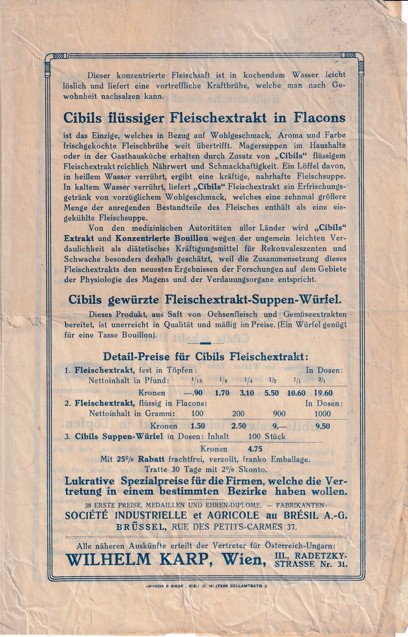 Dieser konzentrierte Fleischsaft ist in kochendem Wasser leicht
löslich und liefert eine vortreffliche Kraftbrühe, welche man nach Ge-
wohnheit nachsalzen kann.
Cibils flüssiger Fleischextrakt in Flacons
ist das Einzige, welches in Bezug auf Wohlgeschmack, Aroma und Farbe
frischgekochte Fleischbrühe weit übertrifft. Magersuppen im Haushalte
oder in der Gasthausküche erhalten durch Zusatz von „Cibils“ flüssigem
Fleischextrakt reichlich Nährwert und Schmackhaftigkeit. Ein Löffel davon,
in heißem Wasser verrührt, ergibt eine kräftige, nahrhafte Fleischsuppe.
In kaltem Wasser verrührt, liefert „Cibils“ Fleischextrakt ein Erfrischungs-
getränk von vorzüglichem Wohlgeschmack, welches eine zehnmal größere
Menge der anregenden Bestandteile des Fleisches enthält als eine eis-
gekühlte Fleischsuppe.
Von den medizinischen Autoritäten aller Länder wird „Cibils“
Extrakt und Konzentrierte Bouillon wegen der ungemein leichten Ver-
daulichkeit als diätetisches Kräftigungsmittel für Rekonvaleszenten und
Schwache besonders deshalb geschätzt, weil die Zusammensetzung dieses
Fleischextrakts den neuesten Ergebnissen der Forschungen auf dem Gebiete
der Physiologie des Magens und der Verdauungsorgane entspricht.
Cibils gewürzte Fleischextrakt-Suppen-Würfel.
Dieses Produkt, aus Saft von Ochsenfleisch und Gemüseextrakten
bereitet, ist unerreicht in Qualität und mäßig im Preise. (Ein Würfel genügt
für eine Tasse Bouillon).
Detail-Preise für Cibils Fleischextrakt:
1. Fleischextrakt, fest in Töpfen: In Dosen:
Nettoinhalt in Pfund: 1/16 1/8 1/4 1/2 1/1 2/1
Kronen —.90 1.70 3.10 5.50 10.60 19.60
2. Fleischextrakt, flüssig in Flacons: In Dosen:
Nettoinhalt in Gramm: 100 200 900 1000
Kronen 1.50 2.50 9.— 9.50
3. Cibils Suppen-Würfel in Dosen: Inhalt 100 Stück
Kronen 4.75
Mit 25% Rabatt frachtfrei, verzollt, franko Emballage.
Tratte 30 Tage mit 2% Skonto.
Lukrative Spezialpreise für die Firmen, welche die Ver-
tretung in einem bestimmten Bezirke haben wollen.
38 ERSTE PREISE, MEDAILLEN UND EHREN-DIPLOME. — FABRIKANTEN:
SOCIÉTÉ INDUSTRIELLE et AGRICOLE au BRÉSIL A.-G.
BRÜSSEL, RUE DES PETITS-CARMES 37.
Alle näheren Auskünfte erteilt der Vertreter für Österreich-Ungarn:
WILHELM KARP, Wien, III., RADETZKY-
STRASSE Nr. 31.